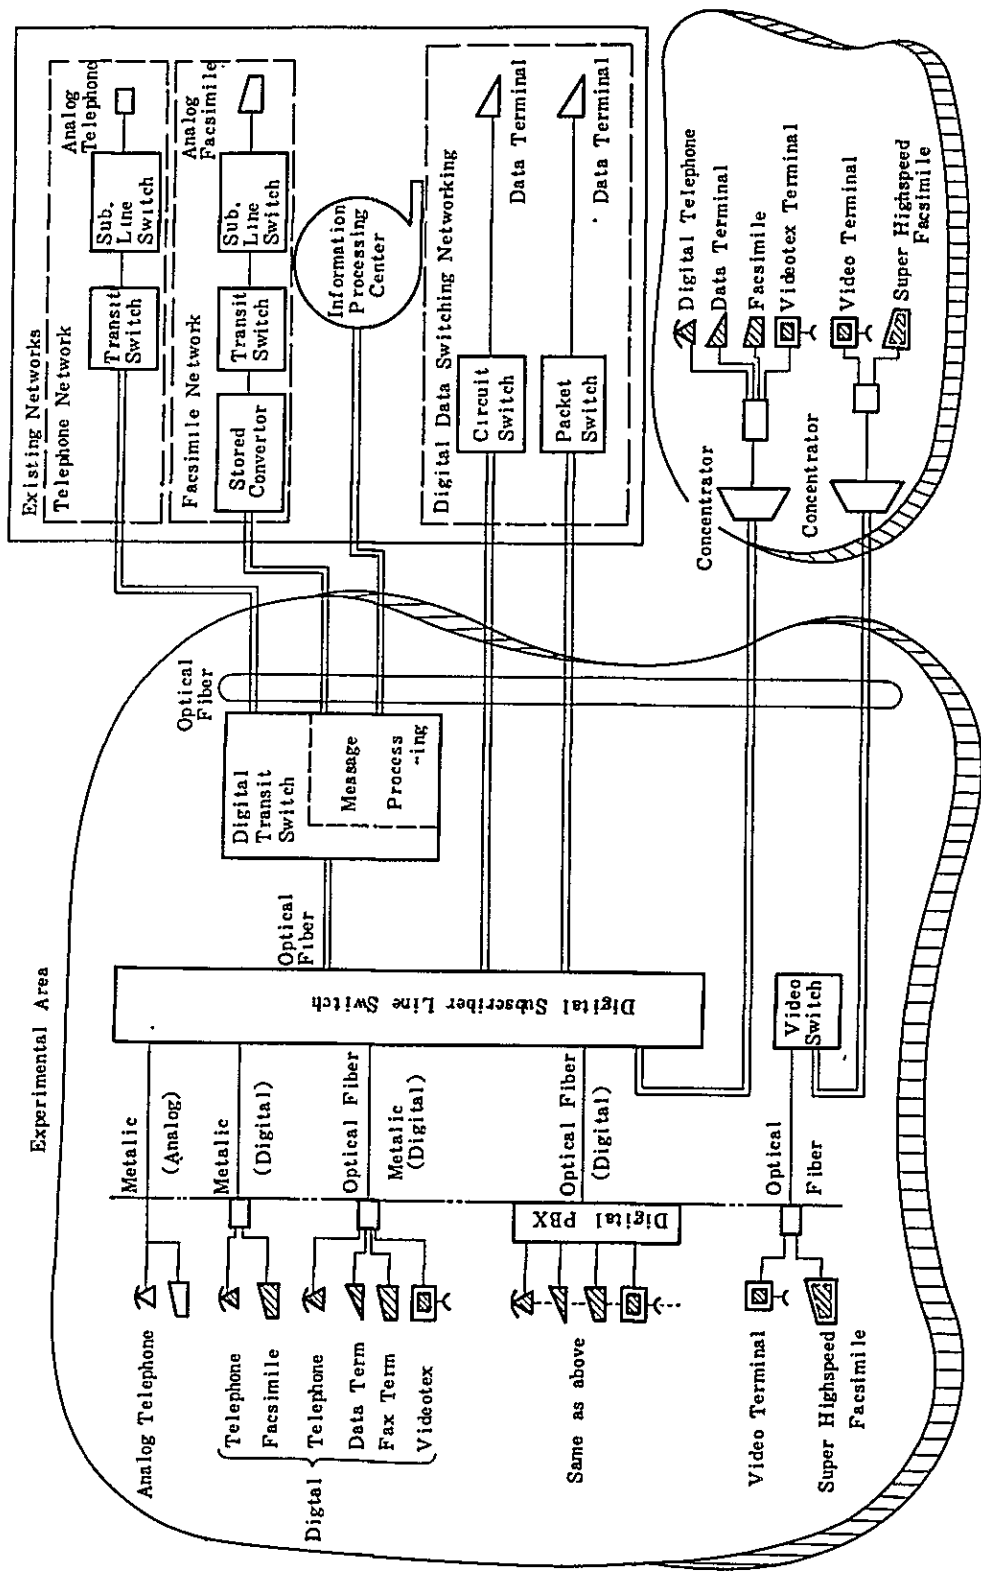 Experimental Area
Analog Telephone
Metalic
(Analog)
Telephone
Facsimile
Metalic
(Digital)
Telephone
Data Term
Fax Term
Videotex
Digtal
Optical Fiber
Metalic
(Digital)
Same as above
Digital PBX
Optical Fiber
(Digital)
Video Terminal
Super Highspeed
Facsimile
Optical
Fiber
Video
Switch
Digital Subscriber Line Switch
Optical
Fiber
Digital
Transit
Switch
Message
Process
-ing
Optical
Fiber
Existing Networks
Telephone Network
Transit
Switch
Sub.
Line
Switch
Analog
Telephone
Facsimile Network
Stored
Convertor
Transit
Switch
Sub.
Line
Switch
Analog
Facsimile
Information
Processing
Center
Digital Data Switching Networking
Circuit
Switch
Data Terminal
Packet
Switch
Data Terminal
Concentrator
Digital Telephone
Data Terminal
Facsimile
Videotex Terminal
Concentrator
Video Terminal
Super Highspeed
Facsimile